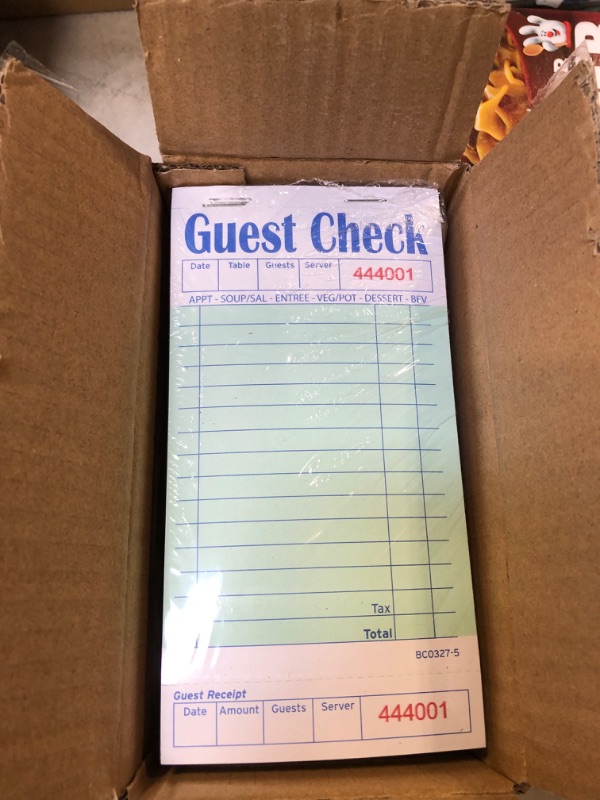 Guest Check
Date Table Guests Server 444001
APPT - SOUP/SAL - ENTREE - VEG/POT - DESSERT - BEV
Tax
Total
BC0327-5
Guest Receipt
Date Amount Guests Server 444001